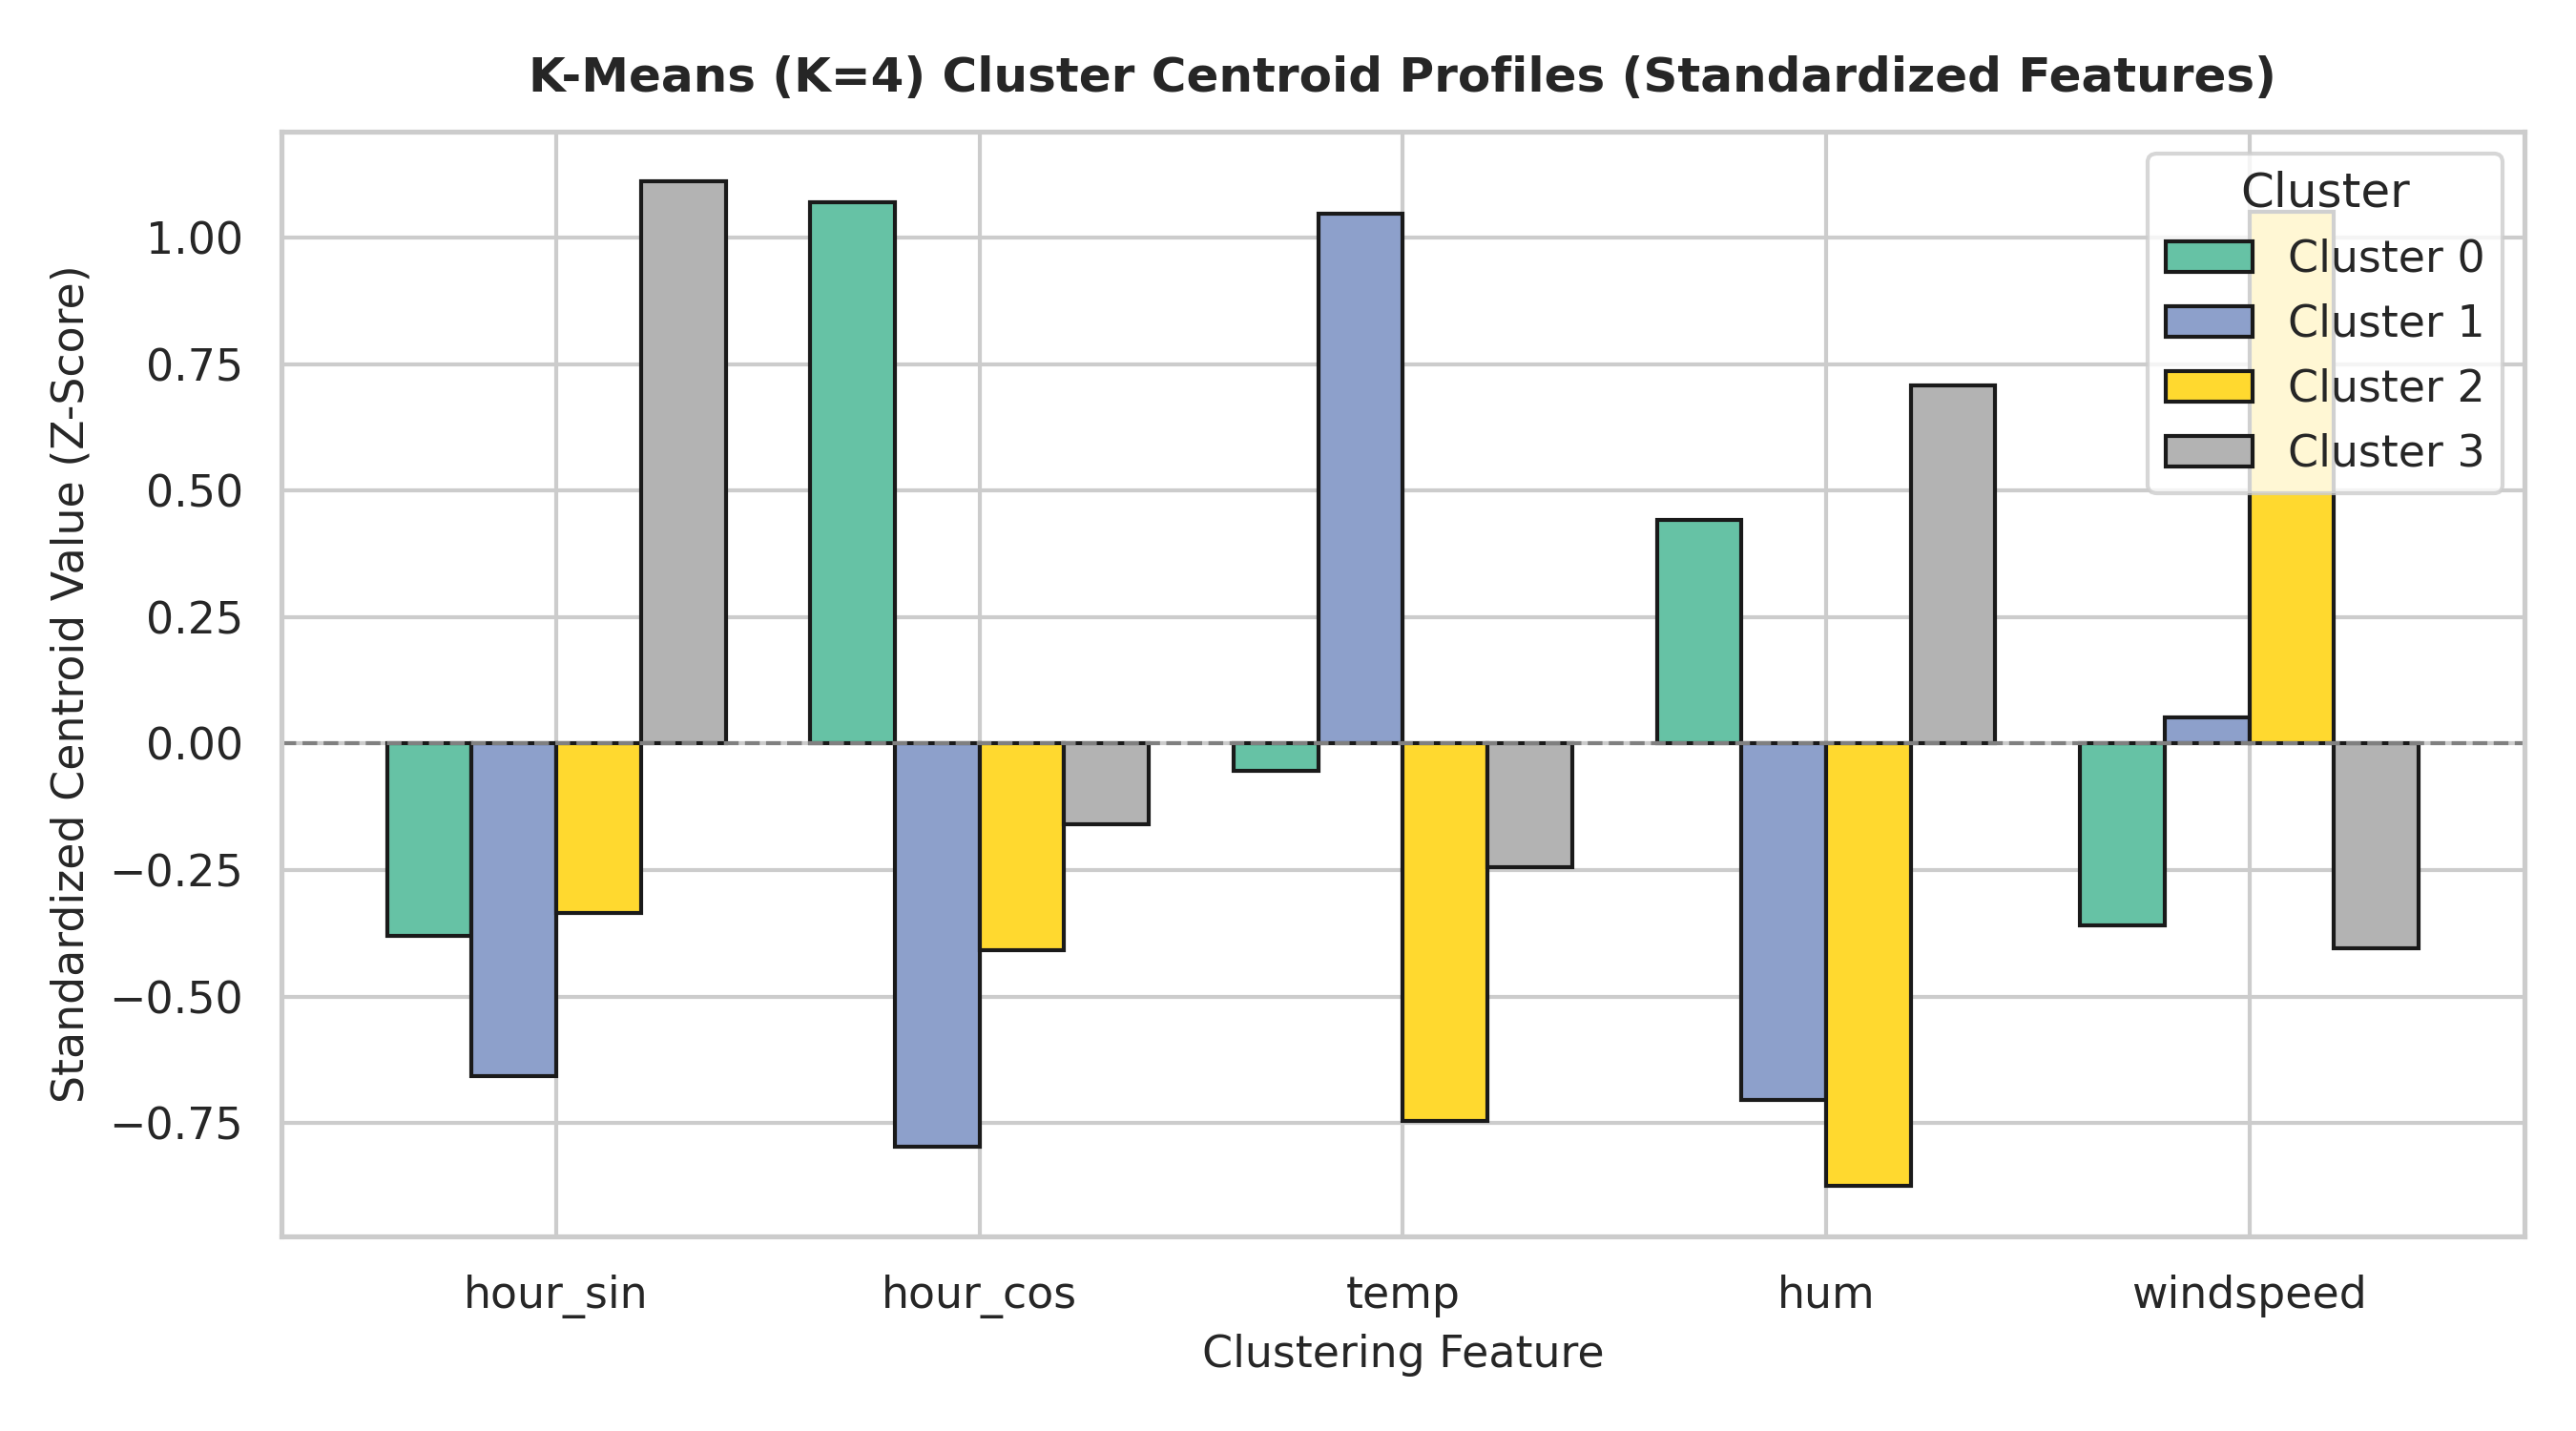 K-Means (K=4) Cluster Centroid Profiles (Standardized Features)
Standardized Centroid Value (Z-Score)
1.00
0.75
0.50
0.25
0.00
−0.25
−0.50
−0.75
Cluster
Cluster 0
Cluster 1
Cluster 2
Cluster 3
hour_sin
hour_cos
temp
hum
windspeed
Clustering Feature